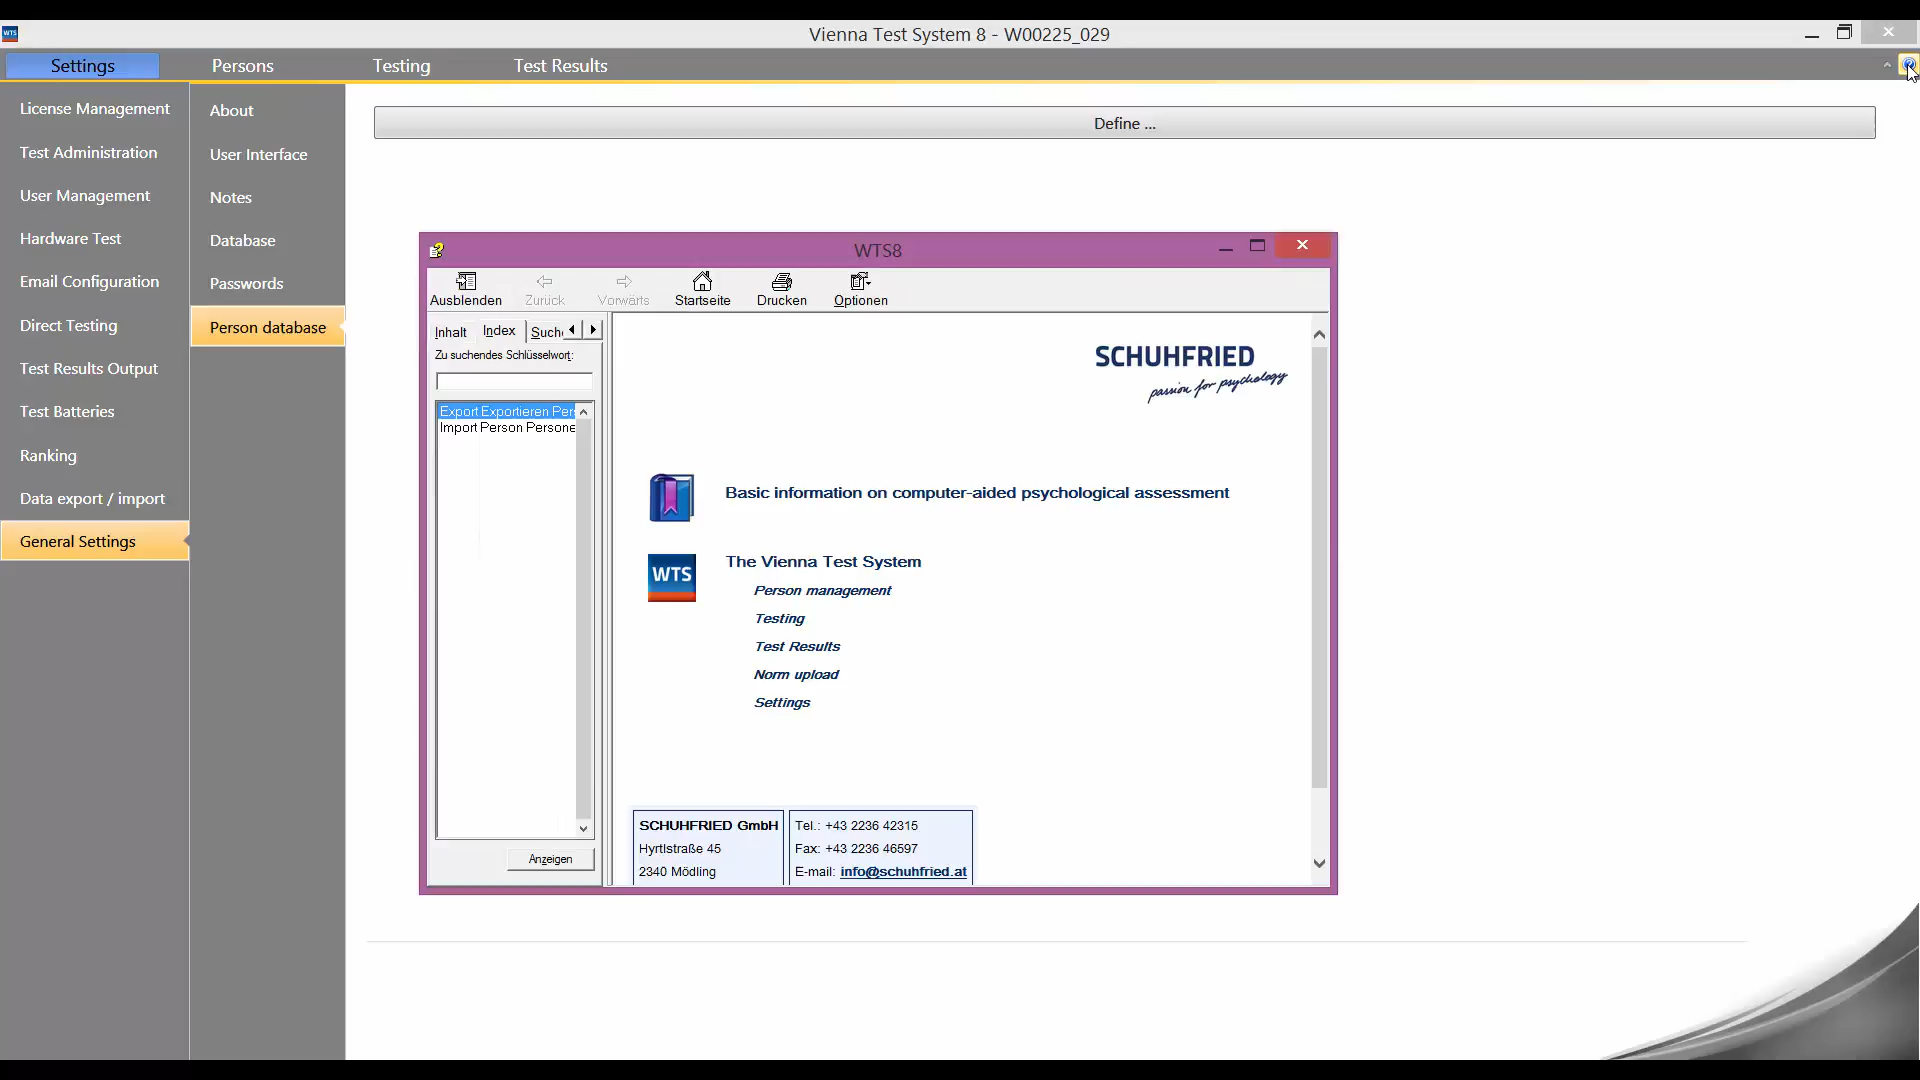 WTS
Vienna Test System 8 - W00225_029
Settings
Persons
Testing
Test Results
License Management
Test Administration
User Management
Hardware Test
Email Configuration
Direct Testing
Test Results Output
Test Batteries
Ranking
Data export / import
General Settings
About
User Interface
Notes
Database
Passwords
Person database
Define ...
WTS8
Ausblenden
Zurück
Vorwärts
Startseite
Drucken
Optionen
Inhalt
Index
Such
Zu suchendes Schlüsselwort:
Export Exportieren Per
Import Person Persone
Anzeigen
SCHUHFRIED
passion for psychology
Basic information on computer-aided psychological assessment
WTS
The Vienna Test System
Person management
Testing
Test Results
Norm upload
Settings
SCHUHFRIED GmbH
Hyrtlstraße 45
2340 Mödling
Tel.: +43 2236 42315
Fax: +43 2236 46597
E-mail: info@schuhfried.at